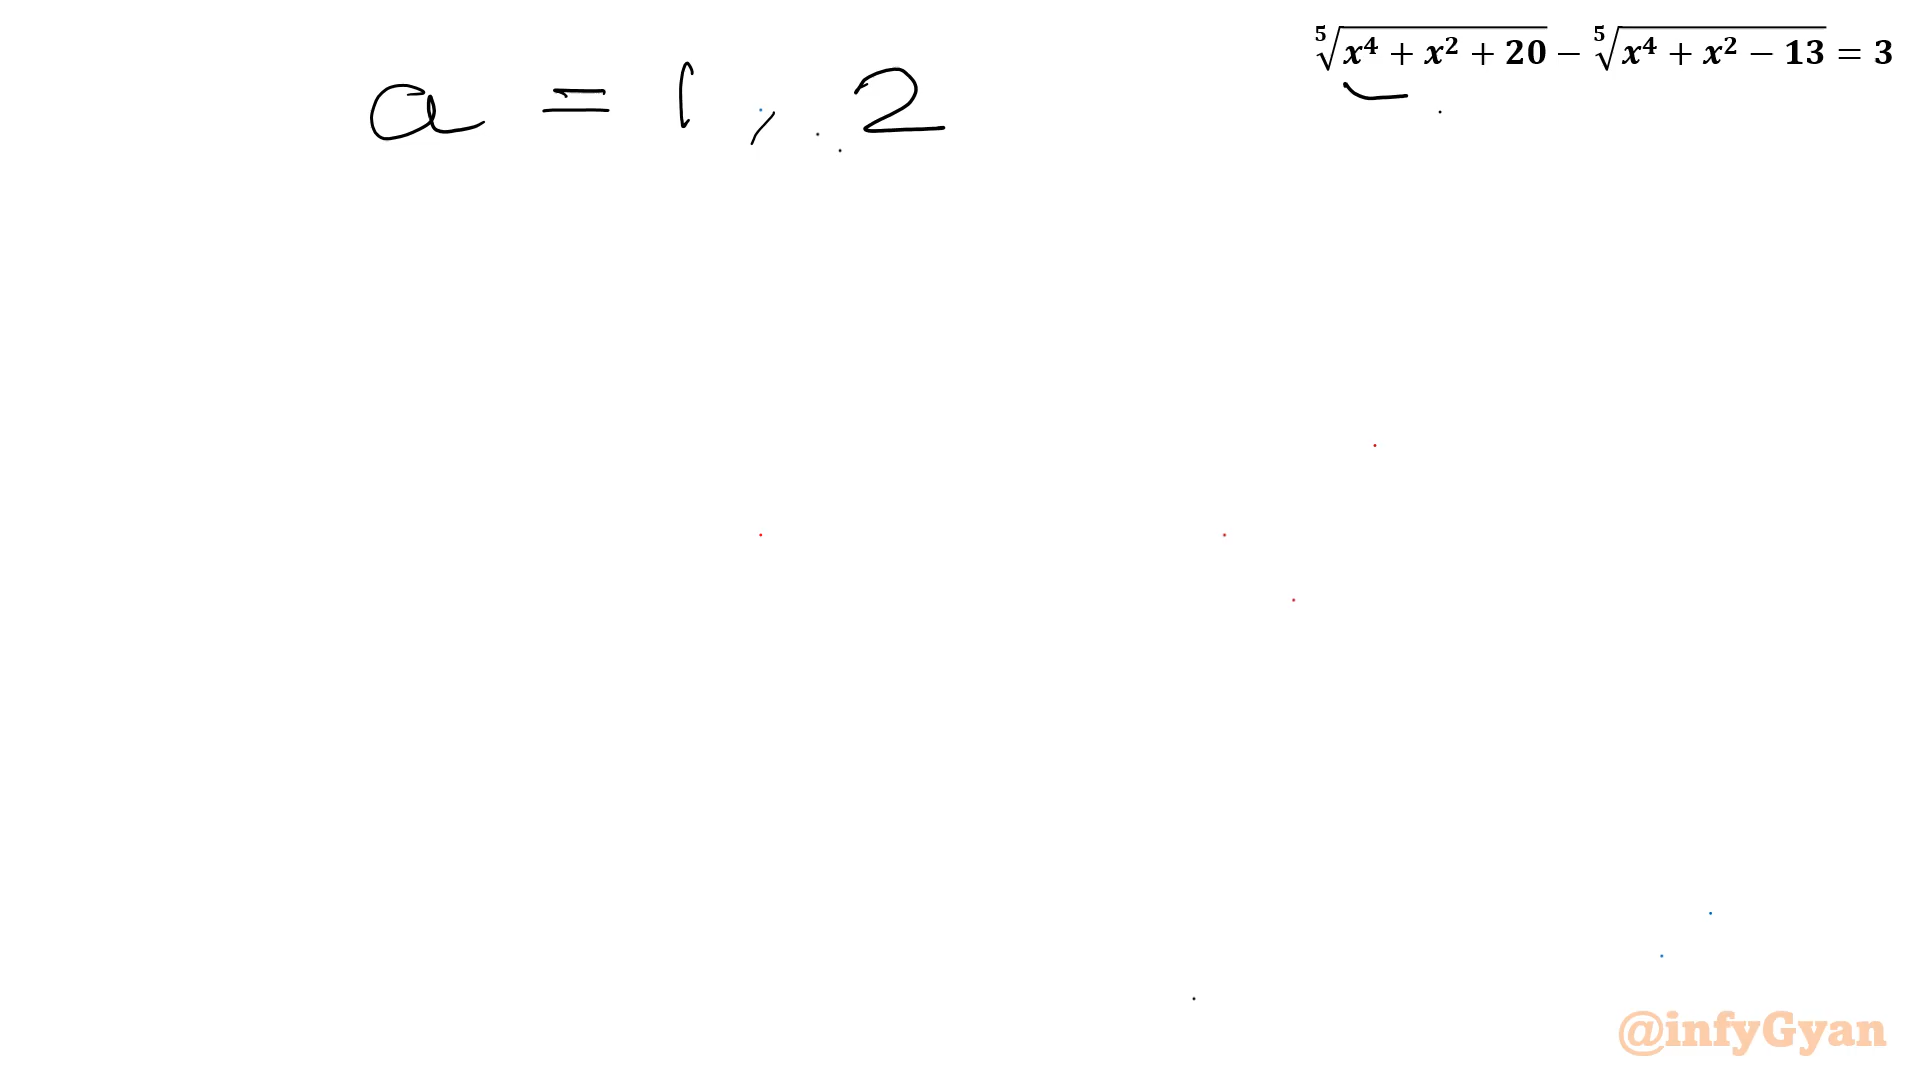 ⁵√(x⁴ + x² + 20) − ⁵√(x⁴ + x² − 13) = 3
a = 1 , 2
@infyGyan